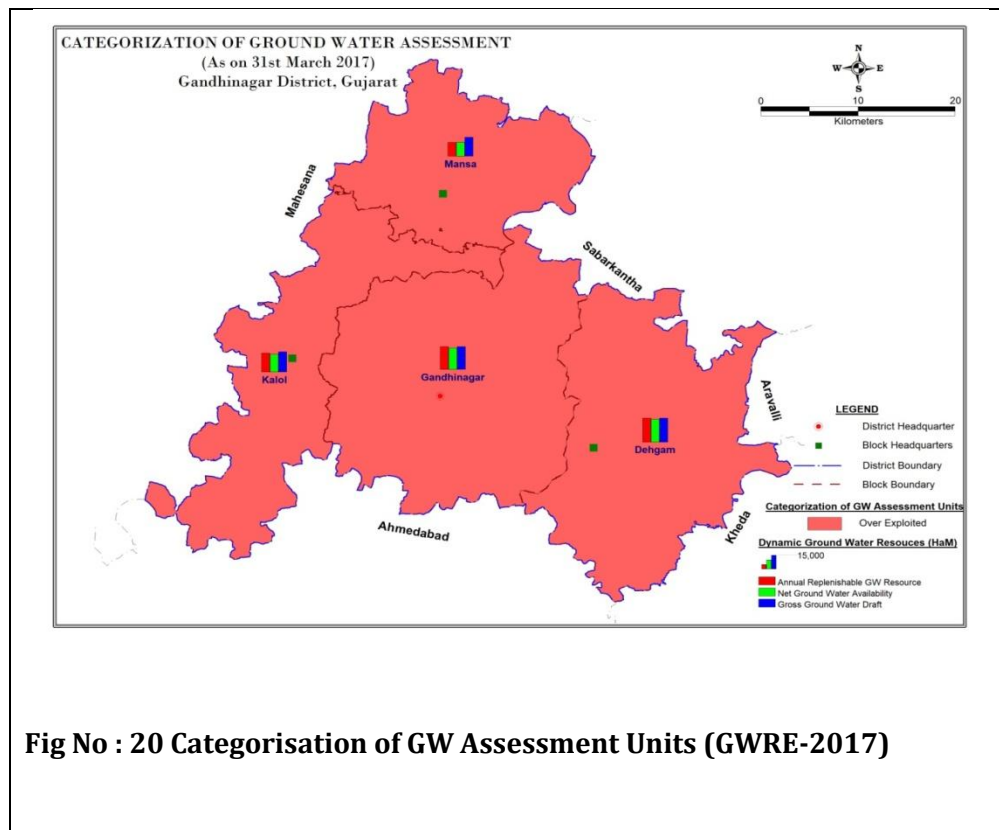 CATEGORIZATION OF GROUND WATER ASSESSMENT
(As on 31st March 2017)
Gandhinagar District, Gujarat
N
W E
S
0 10 20
Kilometers
Mansa
Mahesana
Sabarkantha
Kalol
Gandhinagar
Aravalli
Dehgam
Ahmedabad
Kheda
LEGEND
District Headquarter
Block Headquarters
District Boundary
Block Boundary
Categorization of GW Assessment Units
Over Exploited
Dynamic Ground Water Resouces (HaM)
15,000
Annual Replenishable GW Resource
Net Ground Water Availability
Gross Ground Water Draft
Fig No : 20 Categorisation of GW Assessment Units (GWRE-2017)